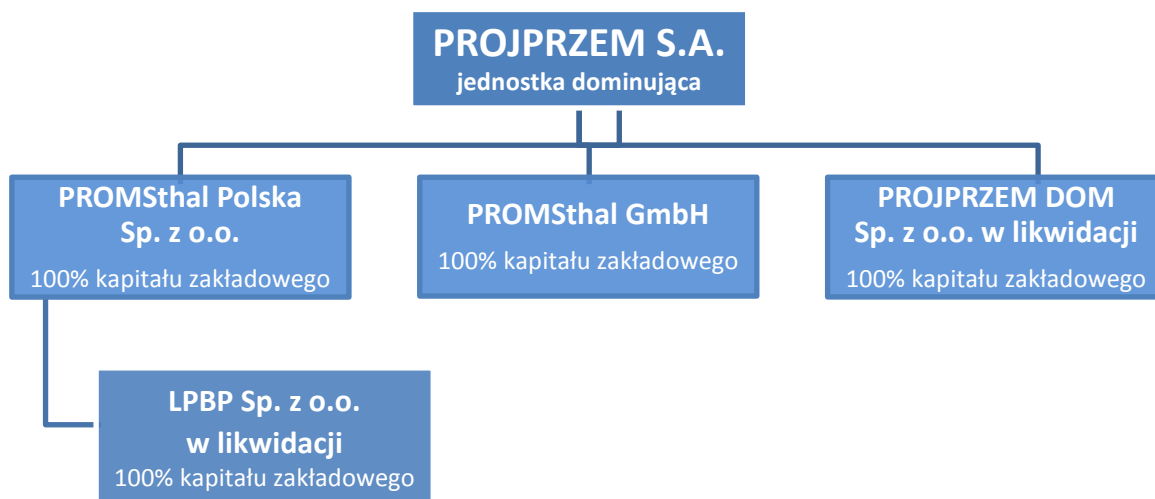 PROJPRZEM S.A.
jednostka dominująca
PROMSthal Polska
Sp. z o.o.
100% kapitału zakładowego
PROMSthal GmbH
100% kapitału zakładowego
PROJPRZEM DOM
Sp. z o.o. w likwidacji
100% kapitału zakładowego
LPBP Sp. z o.o.
w likwidacji
100% kapitału zakładowego